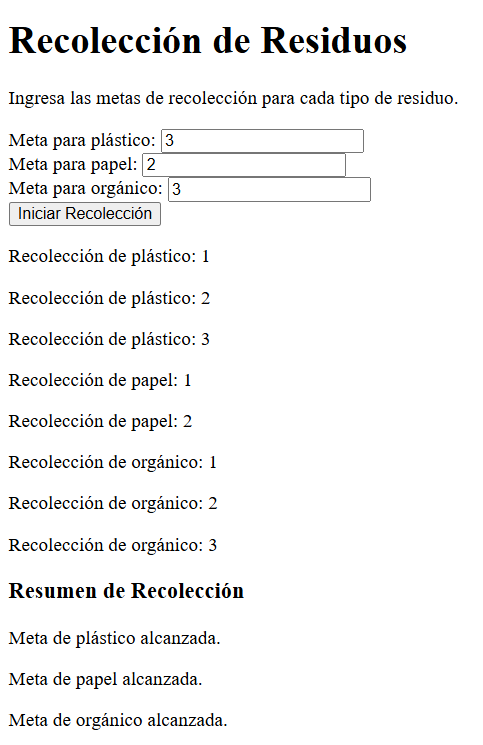 Recolección de Residuos
Ingresa las metas de recolección para cada tipo de residuo.
Meta para plástico: 3
Meta para papel: 2
Meta para orgánico: 3
Iniciar Recolección
Recolección de plástico: 1
Recolección de plástico: 2
Recolección de plástico: 3
Recolección de papel: 1
Recolección de papel: 2
Recolección de orgánico: 1
Recolección de orgánico: 2
Recolección de orgánico: 3
Resumen de Recolección
Meta de plástico alcanzada.
Meta de papel alcanzada.
Meta de orgánico alcanzada.